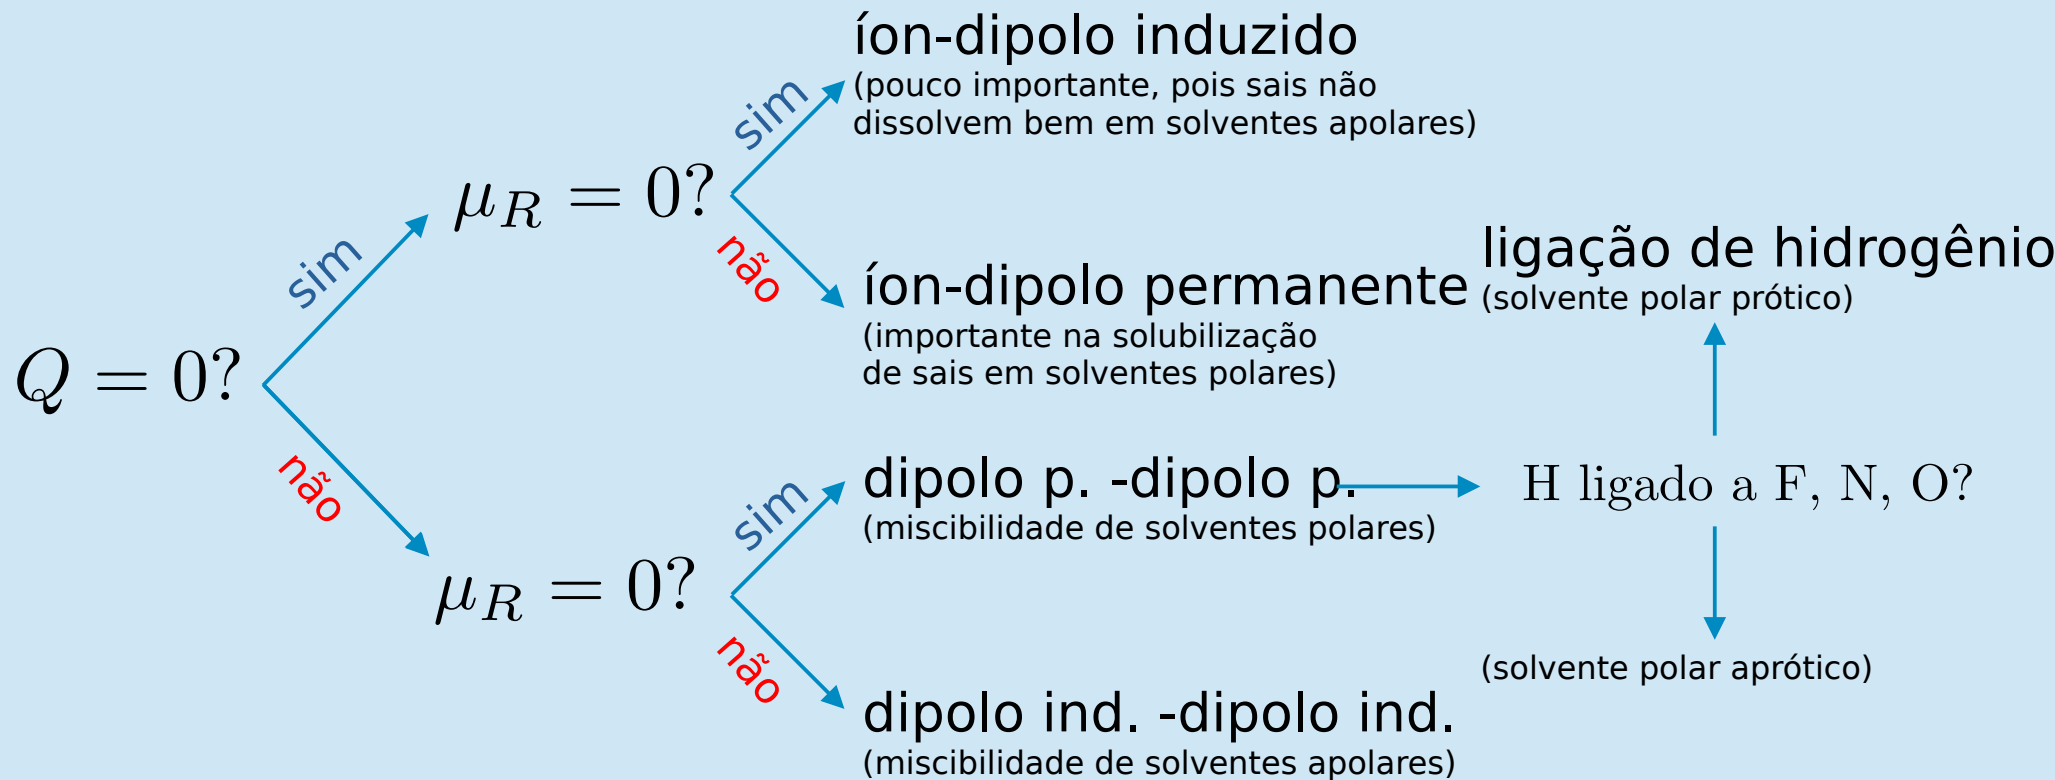 íon-dipolo induzido
(pouco importante, pois sais não
dissolvem bem em solventes apolares)
sim
μ_R = 0?
não
sim
íon-dipolo permanente
(importante na solubilização
de sais em solventes polares)
ligação de hidrogênio
(solvente polar prótico)
Q = 0?
não
dipolo p. -dipolo p.
(miscibilidade de solventes polares)
H ligado a F, N, O?
sim
μ_R = 0?
não
(solvente polar aprótico)
dipolo ind. -dipolo ind.
(miscibilidade de solventes apolares)